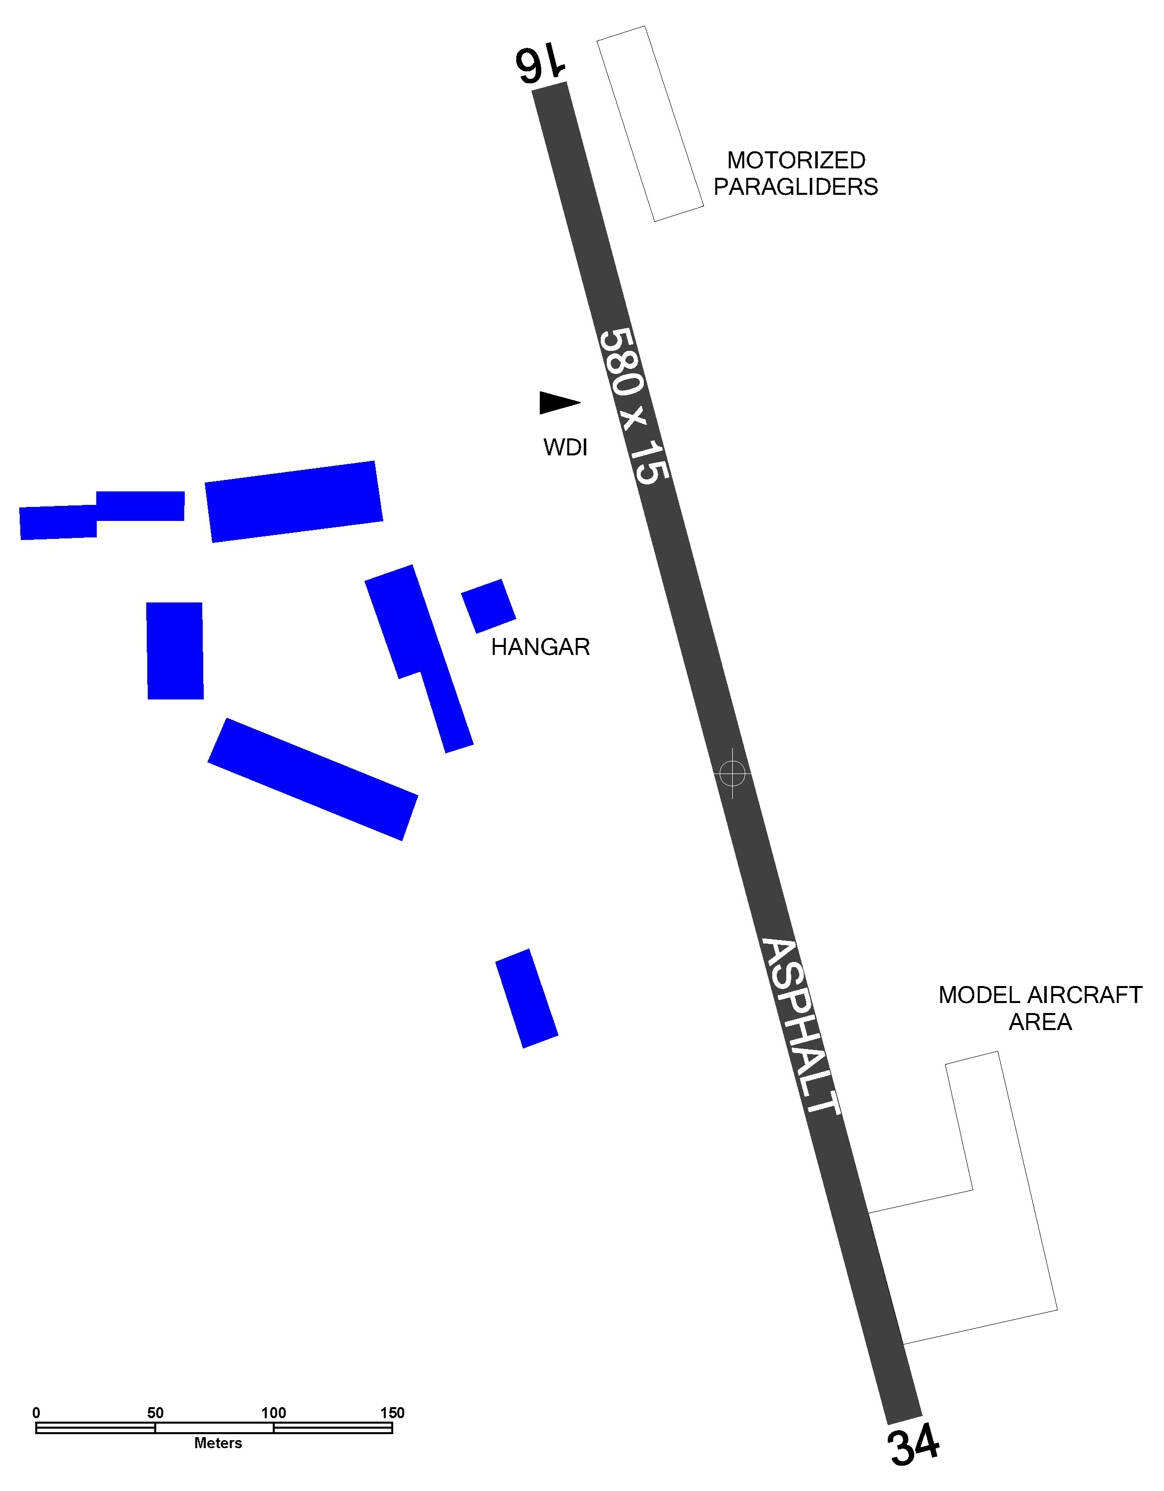 16
MOTORIZED
PARAGLIDERS
580 x 15
WDI
HANGAR
ASPHALT
MODEL AIRCRAFT
AREA
0 50 100 150
Meters
34